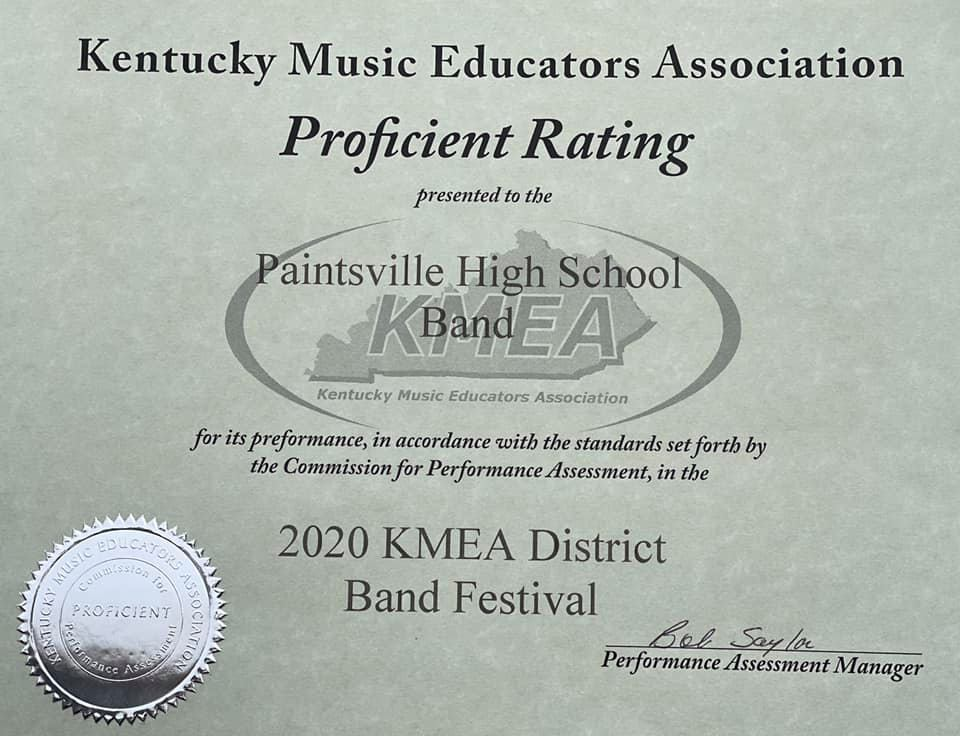 Kentucky Music Educators Association
Proficient Rating
presented to the
Paintsville High School
Band
KMEA
Kentucky Music Educators Association
for its preformance, in accordance with the standards set forth by
the Commission for Performance Assessment, in the
2020 KMEA District
Band Festival
KENTUCKY MUSIC EDUCATORS ASSOCIATION
Commission for
PROFICIENT
Performance Assessment
Bob Saylor
Performance Assessment Manager